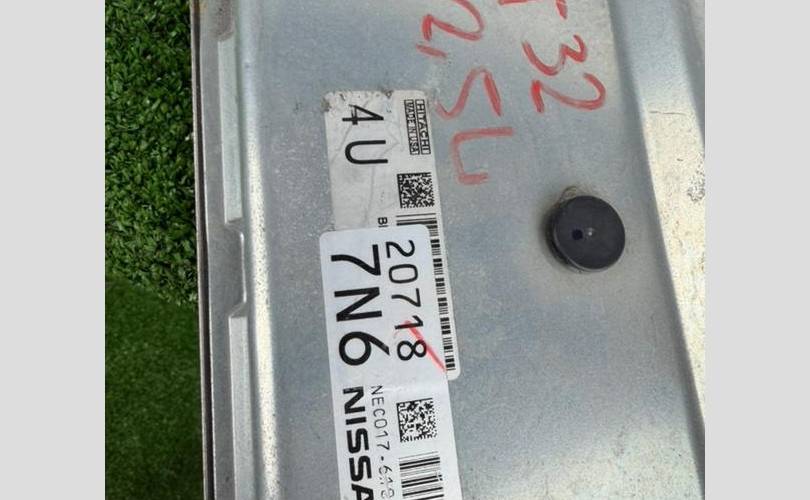 T32
2,5L
HITACHI
MADE IN USA
4U
20718
7N6
NEC017-
NISSA